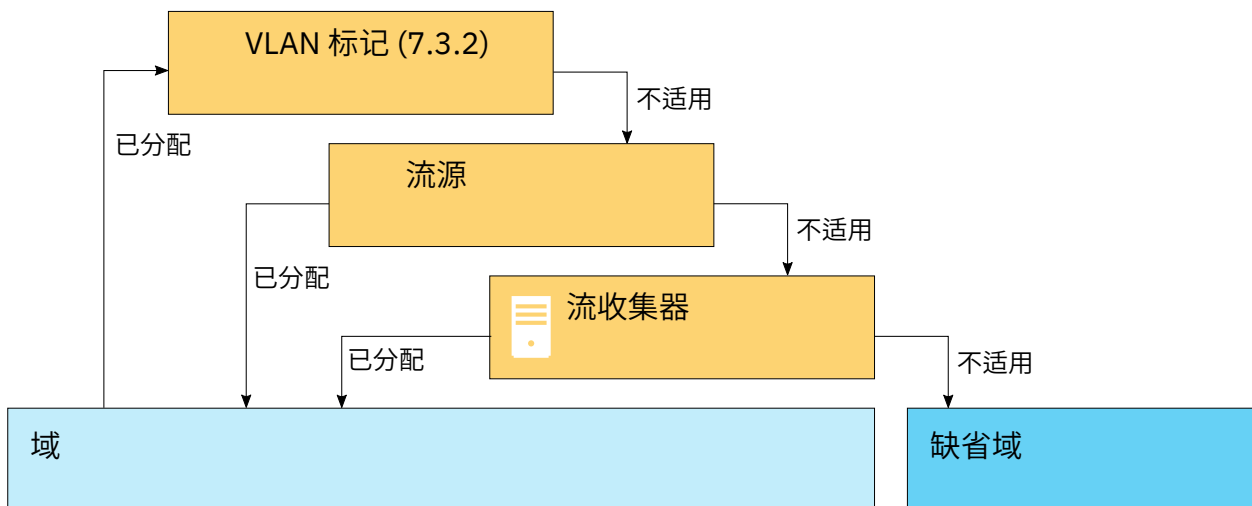 VLAN 标记 (7.3.2)
不适用
已分配
流源
不适用
已分配
流收集器
已分配
不适用
域
缺省域